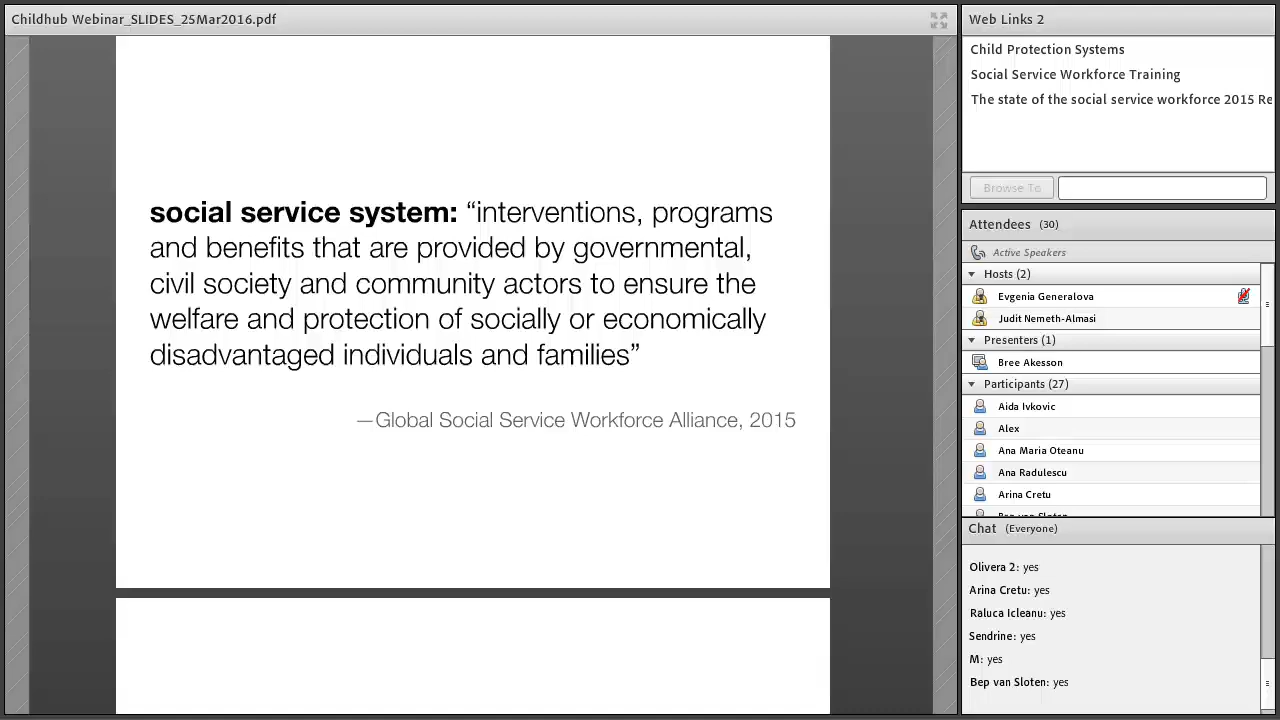 Childhub Webinar_SLIDES_25Mar2016.pdf
social service system: “interventions, programs
and benefits that are provided by governmental,
civil society and community actors to ensure the
welfare and protection of socially or economically
disadvantaged individuals and families”
—Global Social Service Workforce Alliance, 2015
Web Links 2
Child Protection Systems
Social Service Workforce Training
The state of the social service workforce 2015 Re
Browse To
Attendees (30)
Active Speakers
Hosts (2)
Evgenia Generalova
Judit Nemeth-Almasi
Presenters (1)
Bree Akesson
Participants (27)
Aida Ivkovic
Alex
Ana Maria Oteanu
Ana Radulescu
Arina Cretu
Bep van Sloten
Chat (Everyone)
Olivera 2: yes
Arina Cretu: yes
Raluca Icleanu: yes
Sendrine: yes
M: yes
Bep van Sloten: yes